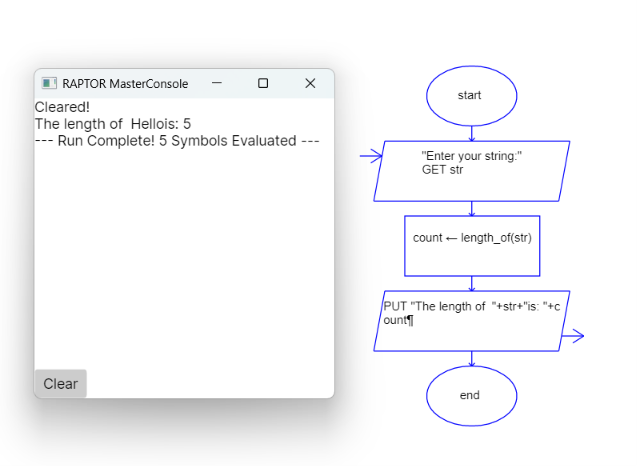 RAPTOR MasterConsole
Cleared!
The length of  Hellois: 5
--- Run Complete! 5 Symbols Evaluated ---
Clear
start
"Enter your string:"
GET str
count ← length_of(str)
PUT "The length of  "+str+"is: "+c
ount¶
end